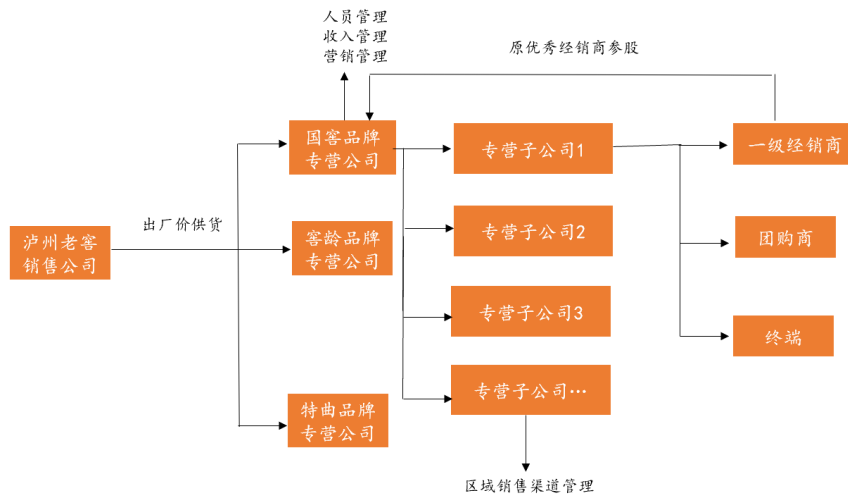 人员管理
收入管理
营销管理
原优秀经销商参股
国窖品牌
专营公司
专营子公司1
一级经销商
出厂价供货
泸州老窖
销售公司
窖龄品牌
专营公司
专营子公司2
团购商
专营子公司3
终端
特曲品牌
专营公司
专营子公司…
区域销售渠道管理